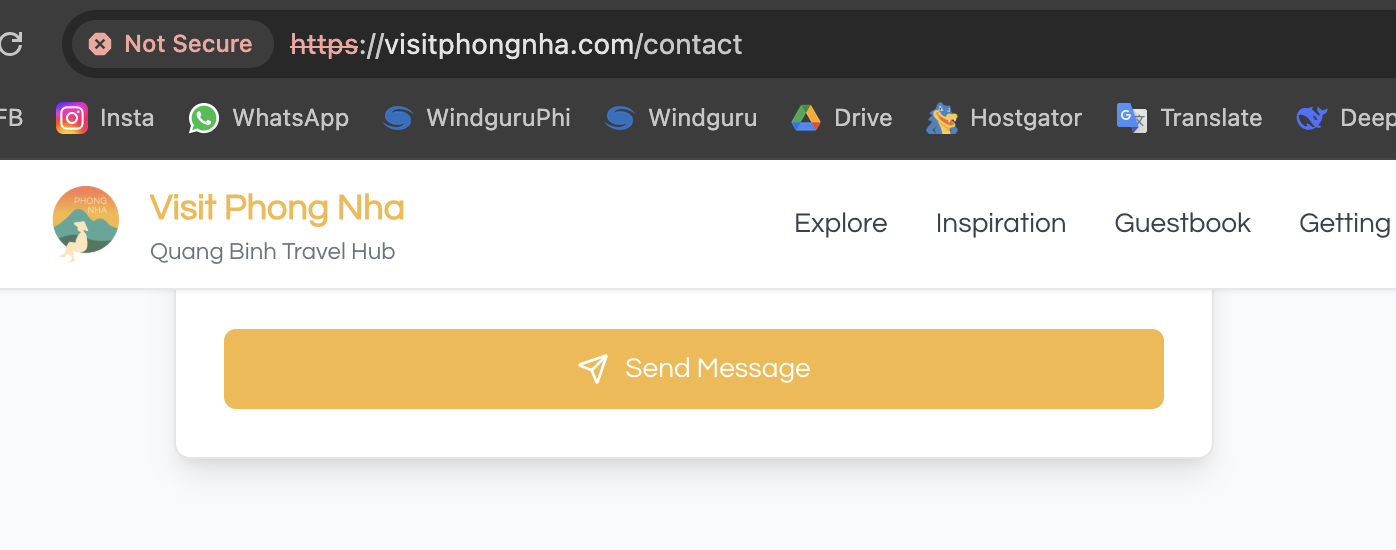 Not Secure https://visitphongnha.com/contact
FB Insta WhatsApp WindguruPhi Windguru Drive Hostgator Translate Deep
PHONG
NHA
Visit Phong Nha
Quang Binh Travel Hub
Explore Inspiration Guestbook Getting
Send Message